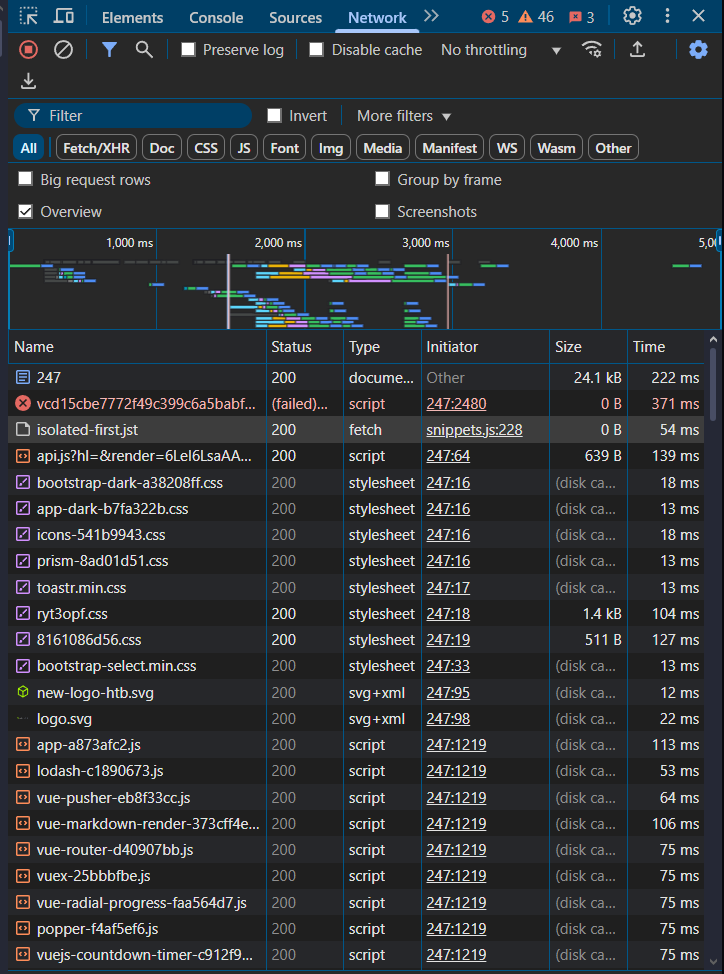 Elements Console Sources Network 5 46 3
Preserve log Disable cache No throttling
Filter Invert More filters
All Fetch/XHR Doc CSS JS Font Img Media Manifest WS Wasm Other
Big request rows Group by frame
Overview Screenshots
1,000 ms 2,000 ms 3,000 ms 4,000 ms 5,00
Name Status Type Initiator Size Time
247 200 docume... Other 24.1 kB 222 ms
vcd15cbe7772f49c399c6a5babf... (failed)... script 247:2480 0 B 371 ms
isolated-first.jst 200 fetch snippets.js:228 0 B 54 ms
api.js?hl=&render=6Lel6LsaAA... 200 script 247:64 639 B 139 ms
bootstrap-dark-a38208ff.css 200 stylesheet 247:16 (disk ca... 18 ms
app-dark-b7fa322b.css 200 stylesheet 247:16 (disk ca... 13 ms
icons-541b9943.css 200 stylesheet 247:16 (disk ca... 18 ms
prism-8ad01d51.css 200 stylesheet 247:16 (disk ca... 13 ms
toastr.min.css 200 stylesheet 247:17 (disk ca... 13 ms
ryt3opf.css 200 stylesheet 247:18 1.4 kB 104 ms
8161086d56.css 200 stylesheet 247:19 511 B 127 ms
bootstrap-select.min.css 200 stylesheet 247:33 (disk ca... 13 ms
new-logo-htb.svg 200 svg+xml 247:95 (disk ca... 12 ms
logo.svg 200 svg+xml 247:98 (disk ca... 22 ms
app-a873afc2.js 200 script 247:1219 (disk ca... 113 ms
lodash-c1890673.js 200 script 247:1219 (disk ca... 53 ms
vue-pusher-eb8f33cc.js 200 script 247:1219 (disk ca... 64 ms
vue-markdown-render-373cff4e... 200 script 247:1219 (disk ca... 106 ms
vue-router-d40907bb.js 200 script 247:1219 (disk ca... 75 ms
vuex-25bbbfbe.js 200 script 247:1219 (disk ca... 75 ms
vue-radial-progress-faa564d7.js 200 script 247:1219 (disk ca... 75 ms
popper-f4af5ef6.js 200 script 247:1219 (disk ca... 75 ms
vuejs-countdown-timer-c912f9... 200 script 247:1219 (disk ca... 75 ms